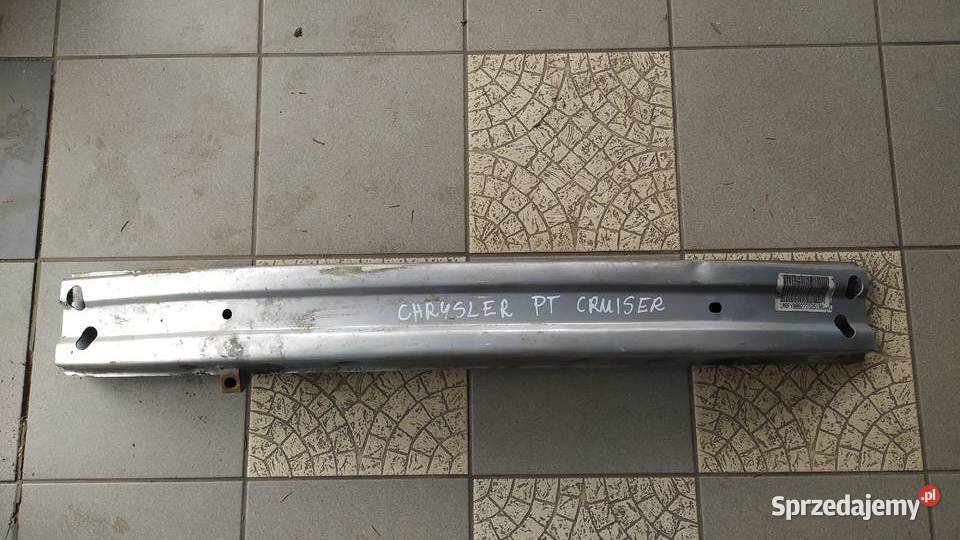 CHRYSLER PT CRUISER
Sprzedajemy.pl